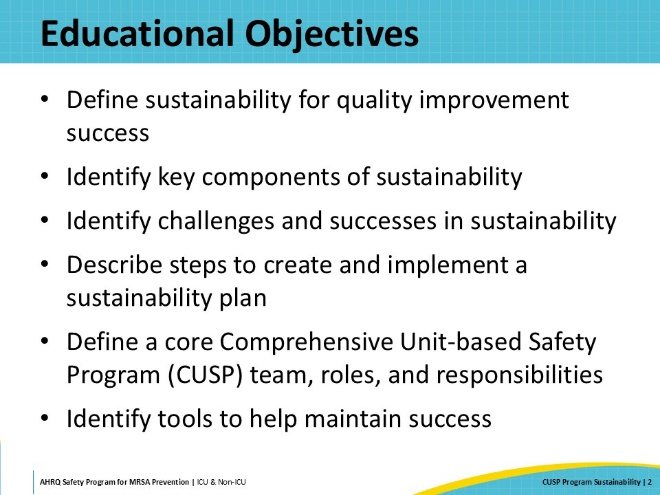 Educational Objectives
• Define sustainability for quality improvement
success
• Identify key components of sustainability
• Identify challenges and successes in sustainability
• Describe steps to create and implement a
sustainability plan
• Define a core Comprehensive Unit-based Safety
Program (CUSP) team, roles, and responsibilities
• Identify tools to help maintain success
AHRQ Safety Program for MRSA Prevention | ICU & Non-ICU
CUSP Program Sustainability | 2